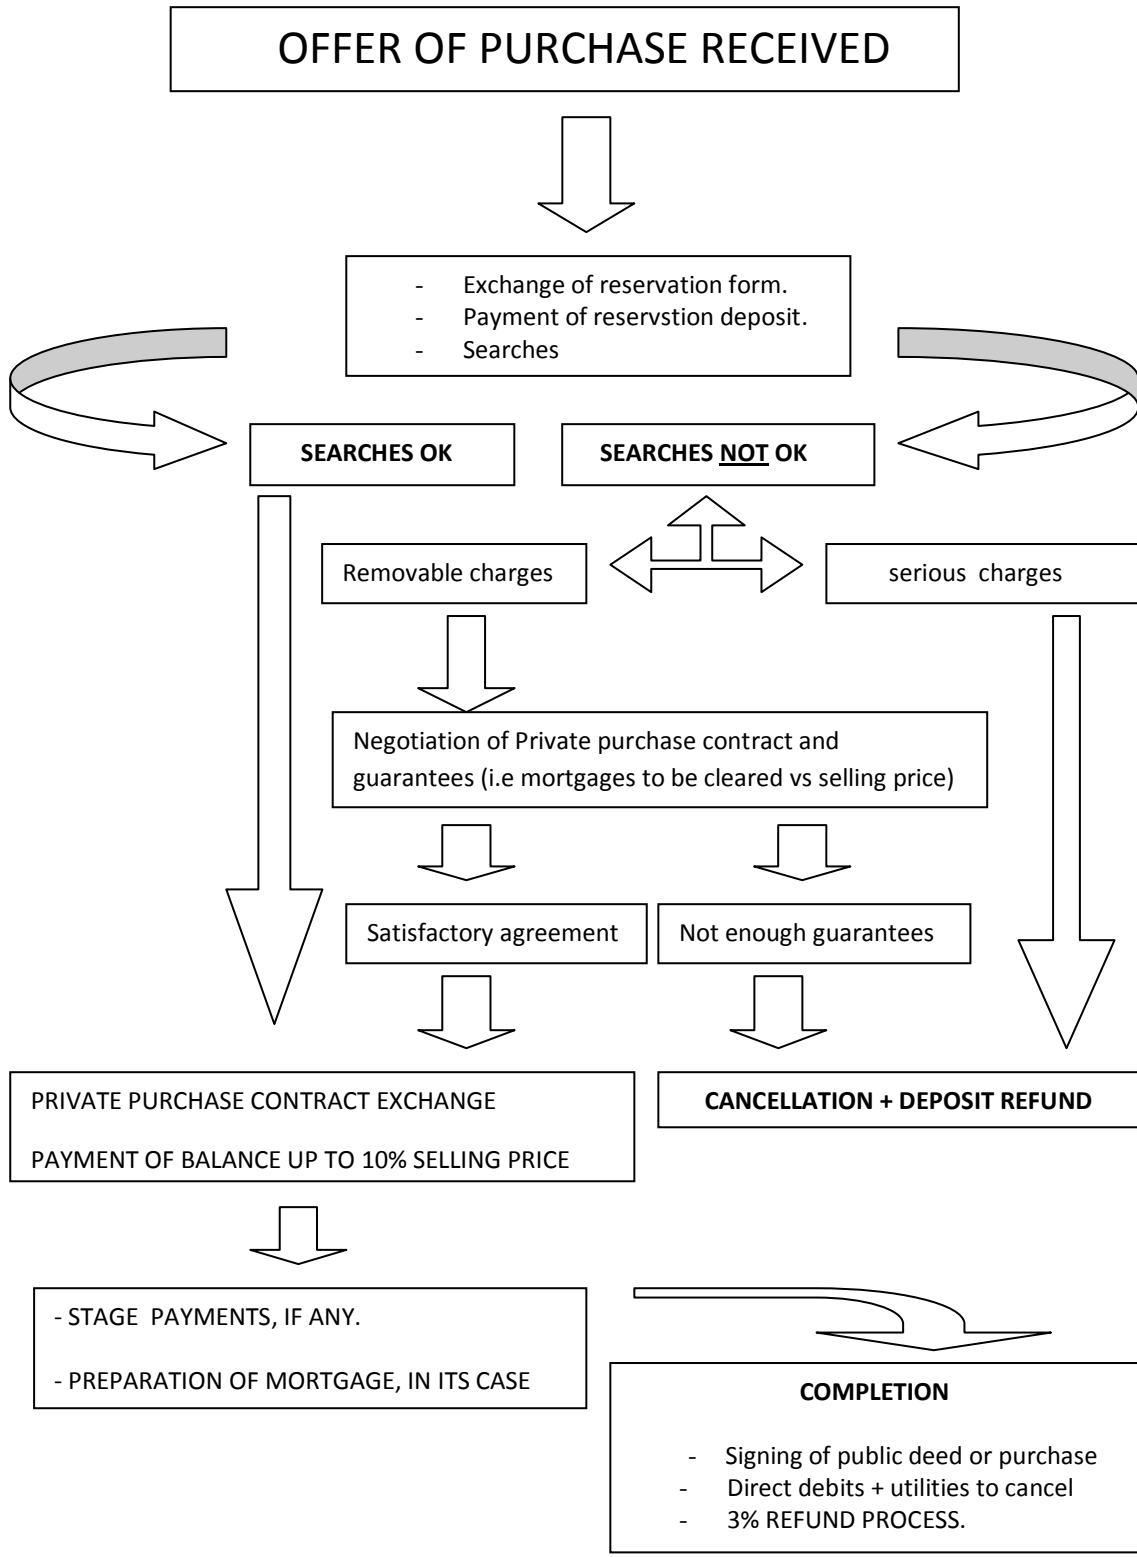 OFFER OF PURCHASE RECEIVED
- Exchange of reservation form.
- Payment of reservstion deposit.
- Searches
SEARCHES OK
SEARCHES NOT OK
Removable charges
serious charges
Negotiation of Private purchase contract and
guarantees (i.e mortgages to be cleared vs selling price)
Satisfactory agreement
Not enough guarantees
PRIVATE PURCHASE CONTRACT EXCHANGE
PAYMENT OF BALANCE UP TO 10% SELLING PRICE
CANCELLATION + DEPOSIT REFUND
- STAGE PAYMENTS, IF ANY.
- PREPARATION OF MORTGAGE, IN ITS CASE
COMPLETION
- Signing of public deed or purchase
- Direct debits + utilities to cancel
- 3% REFUND PROCESS.